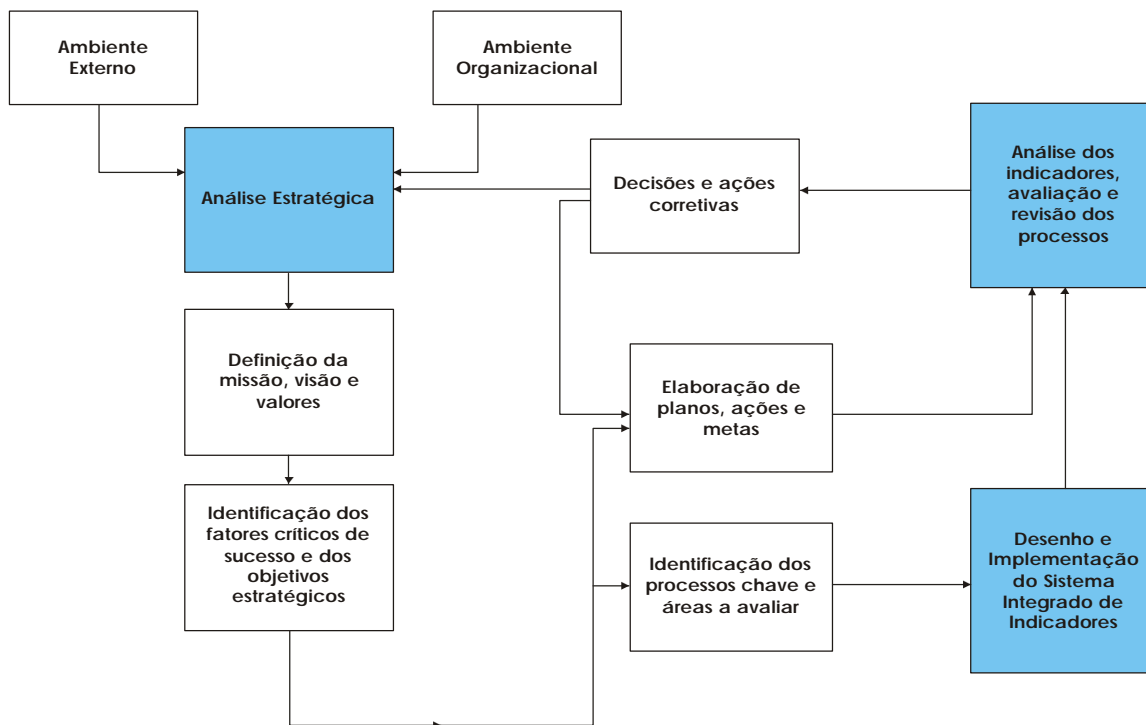 Ambiente
Externo
Ambiente
Organizacional
Análise Estratégica
Decisões e ações
corretivas
Análise dos
indicadores,
avaliação e
revisão dos
processos
Definição da
missão, visão e
valores
Elaboração de
planos, ações e
metas
Identificação dos
fatores críticos de
sucesso e dos
objetivos
estratégicos
Identificação dos
processos chave e
áreas a avaliar
Desenho e
Implementação
do Sistema
Integrado de
Indicadores